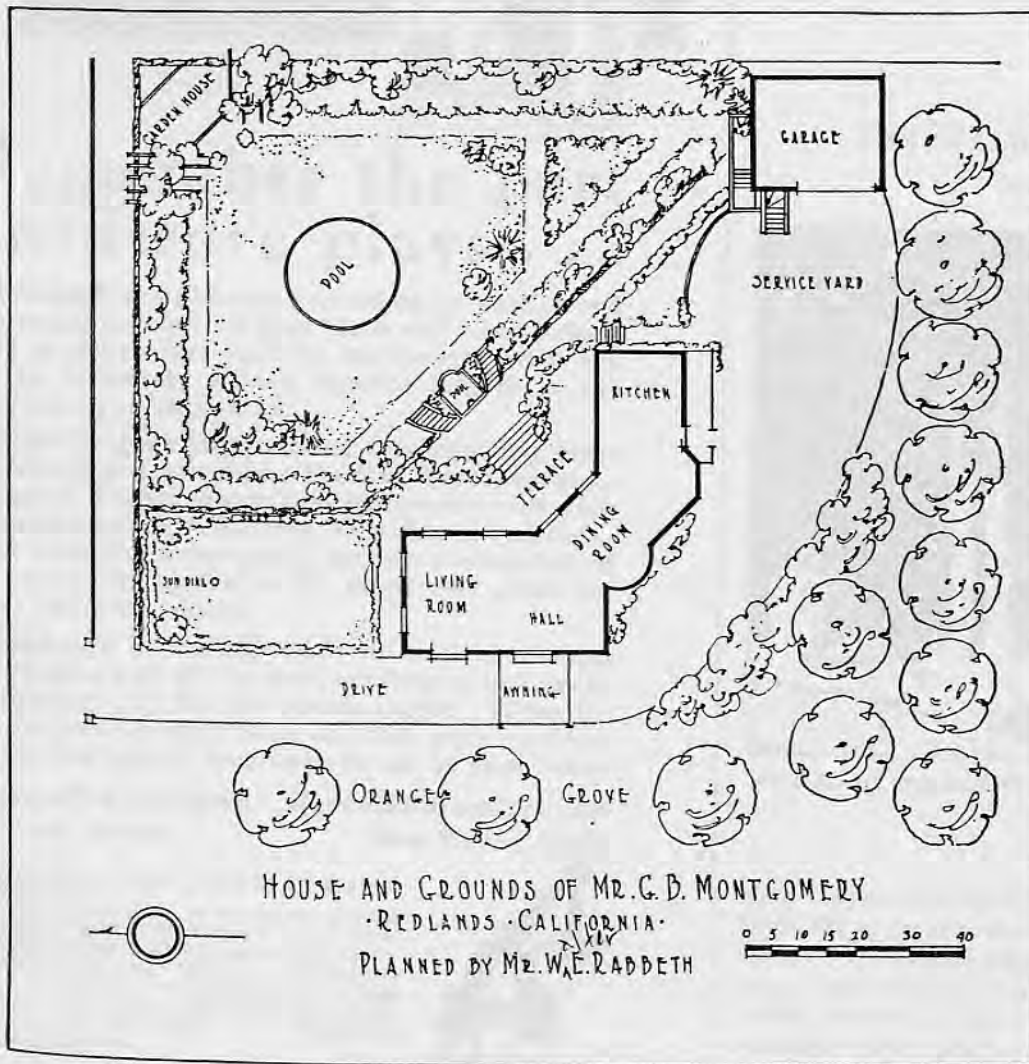 GARDEN HOUSE
GARAGE
POOL
SERVICE YARD
POOL
KITCHEN
TERRACE
DINING
ROOM
SUN DIAL
LIVING
ROOM
HALL
DRIVE
AWNING
ORANGE GROVE
HOUSE AND GROUNDS OF MR. G. B. MONTGOMERY
·REDLANDS·CALIFORNIA·
PLANNED BY MR. W. E. RABBETH
0 5 10 15 20 30 40